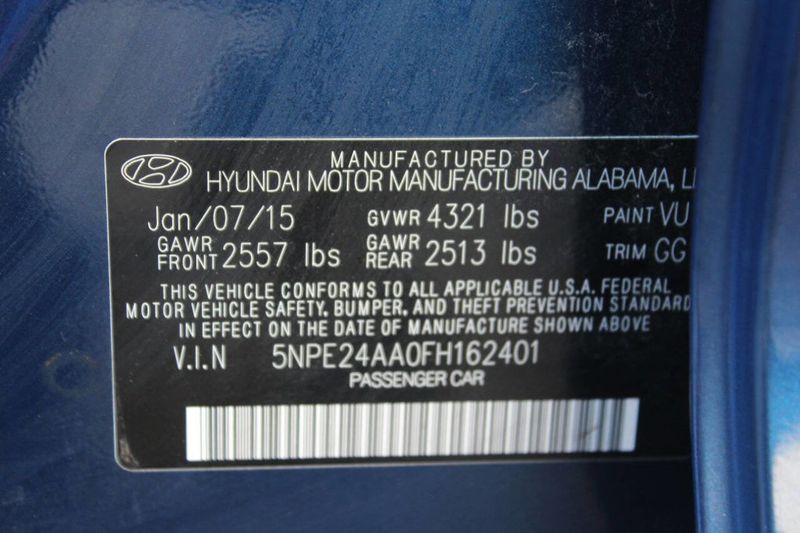 MANUFACTURED BY
HYUNDAI MOTOR MANUFACTURING ALABAMA,
Jan/07/15 GVWR 4321 lbs PAINT VU
GAWR FRONT 2557 lbs GAWR REAR 2513 lbs TRIM GG
THIS VEHICLE CONFORMS TO ALL APPLICABLE U.S.A. FEDERAL
MOTOR VEHICLE SAFETY, BUMPER, AND THEFT PREVENTION STANDARD
IN EFFECT ON THE DATE OF MANUFACTURE SHOWN ABOVE
V.I.N 5NPE24AA0FH162401
PASSENGER CAR